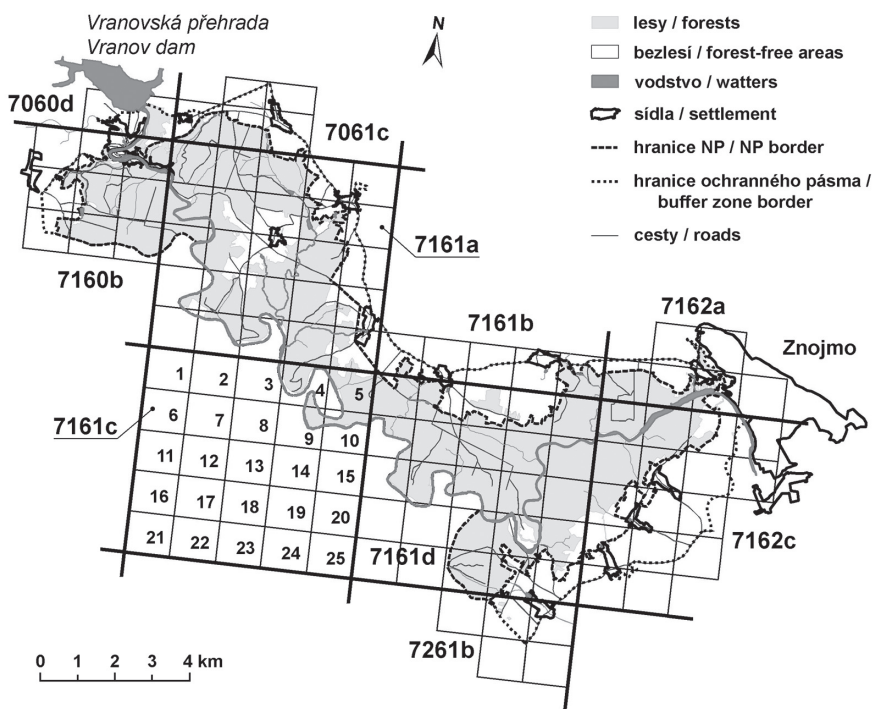 Vranovská přehrada
Vranov dam
N
lesy / forests
bezlesí / forest-free areas
vodstvo / watters
sídla / settlement
hranice NP / NP border
hranice ochranného pásma /
buffer zone border
cesty / roads
7060d
7061c
7161a
7160b
7161b
7162a
Znojmo
7161c
1 2 3 4 5
6 7 8 9 10
11 12 13 14 15
16 17 18 19 20
21 22 23 24 25
7161d
7162c
7261b
0 1 2 3 4 km